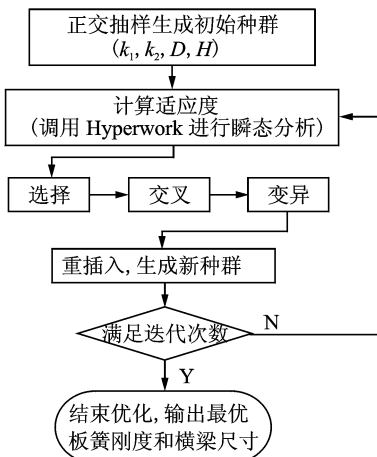 正交抽样生成初始种群
(k₁, k₂, D, H)
计算适应度
(调用 Hyperwork 进行瞬态分析)
选择
交叉
变异
重插入, 生成新种群
满足迭代次数
N
Y
结束优化, 输出最优
板簧刚度和横梁尺寸